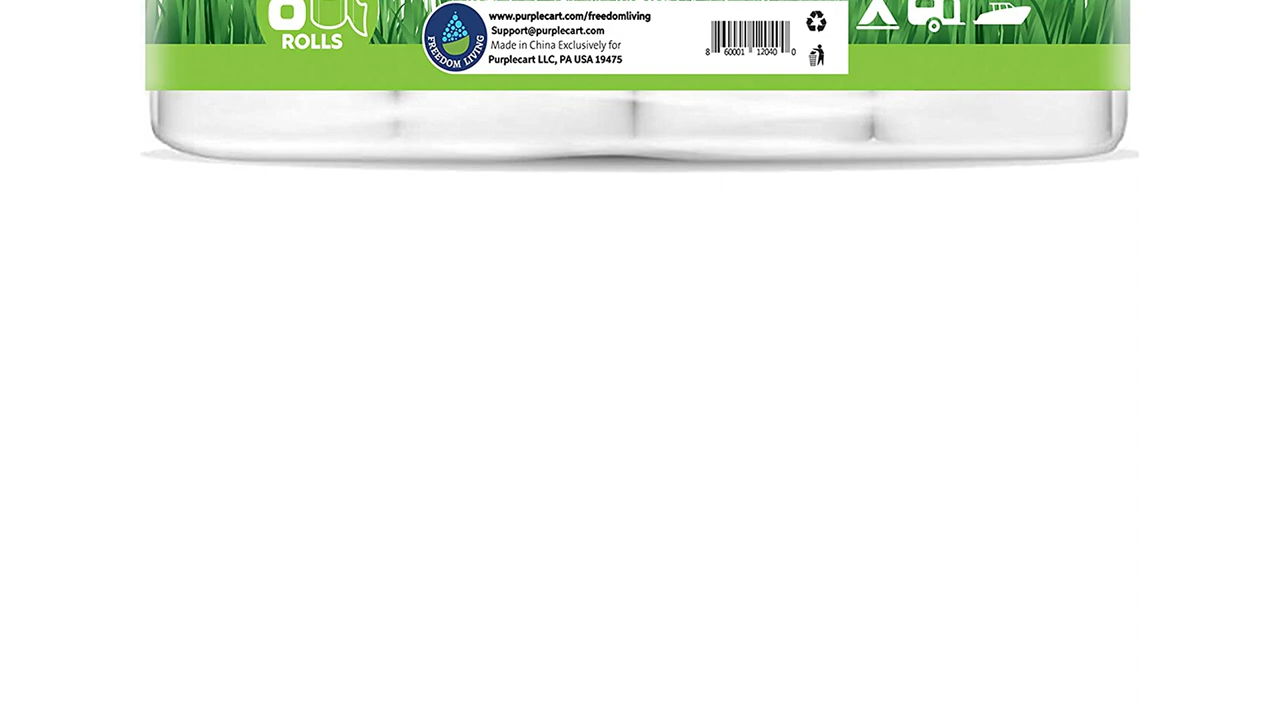 8
ROLLS
FREEDOM LIVING
www.purplecart.com/freedomliving
Support@purplecart.com
Made in China Exclusively for
Purplecart LLC, PA USA 19475
8 60001 12040 0